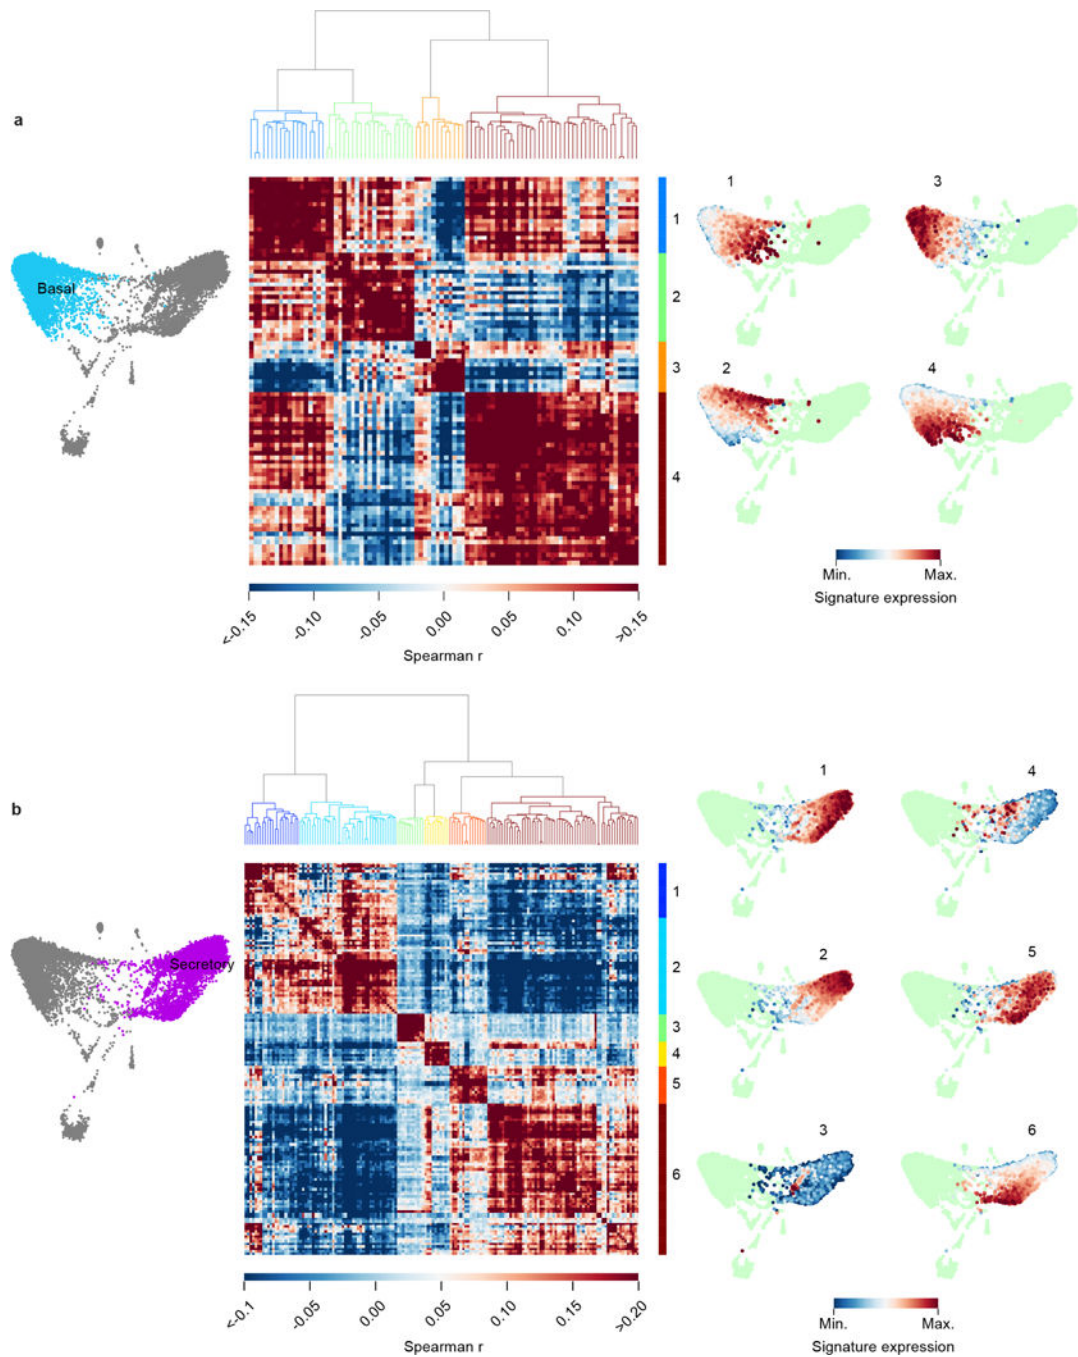 a
Basal
1
2
3
4
1
3
2
4
<-0.15
-0.10
-0.05
0.00
0.05
0.10
>0.15
Spearman r
Min.
Max.
Signature expression
b
Secretory
1
2
3
4
5
6
1
4
2
5
3
6
<-0.1
-0.05
0.00
0.05
0.10
0.15
>0.20
Spearman r
Min.
Max.
Signature expression